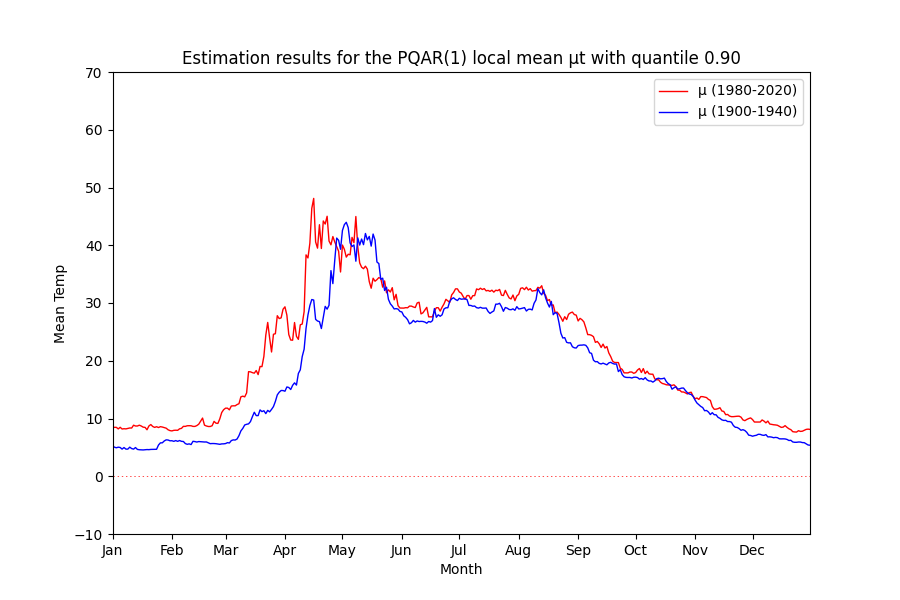 Estimation results for the PQAR(1) local mean μt with quantile 0.90
μ (1980-2020)
μ (1900-1940)
70
60
50
40
30
20
10
0
−10
Mean Temp
Jan Feb Mar Apr May Jun Jul Aug Sep Oct Nov Dec
Month